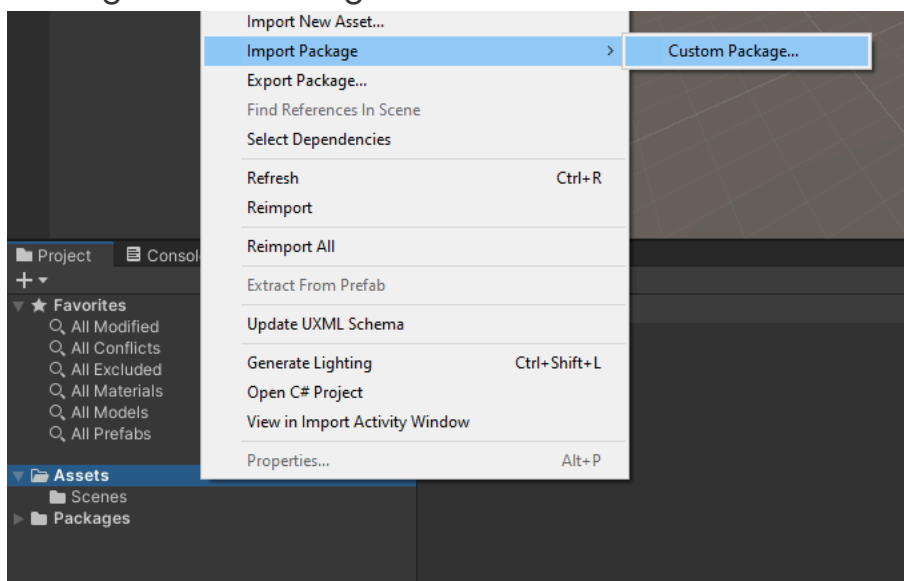 Import New Asset...
Import Package >
Custom Package...
Export Package...
Find References In Scene
Select Dependencies
Refresh Ctrl+R
Reimport
Reimport All
Extract From Prefab
Update UXML Schema
Generate Lighting Ctrl+Shift+L
Open C# Project
View in Import Activity Window
Properties... Alt+P
Project Consol
Favorites
All Modified
All Conflicts
All Excluded
All Materials
All Models
All Prefabs
Assets
Scenes
Packages